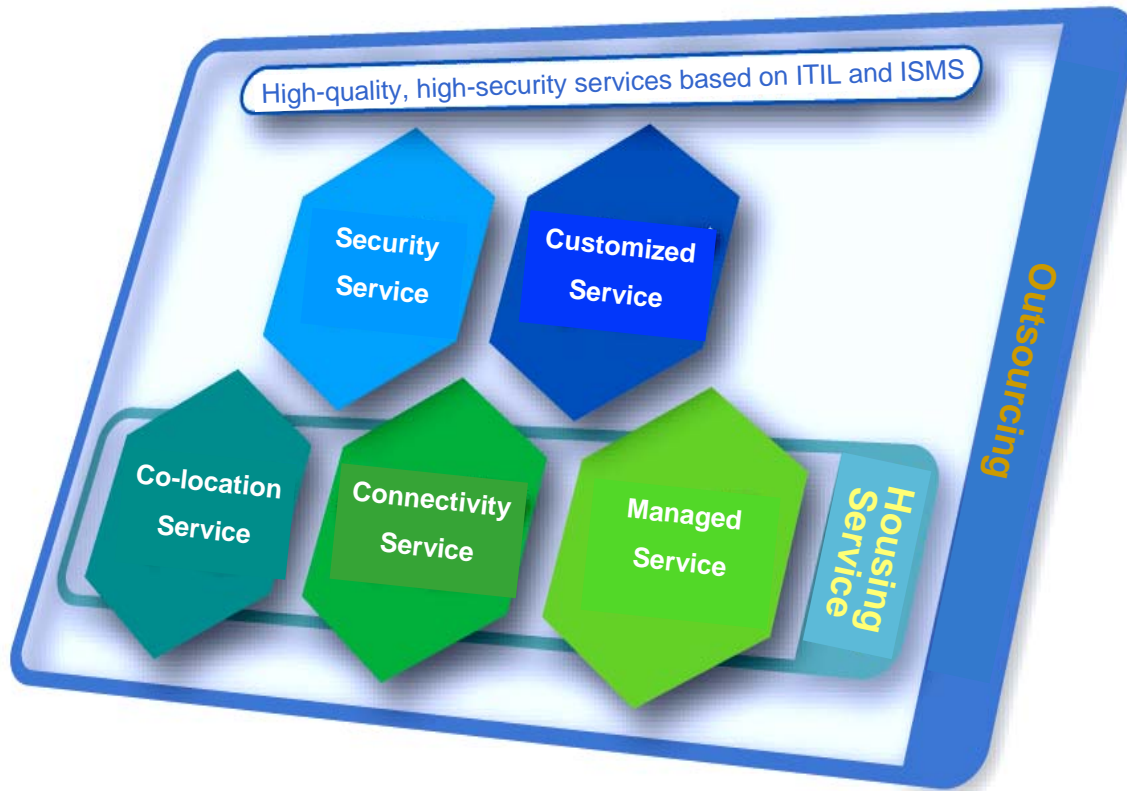 High-quality, high-security services based on ITIL and ISMS
Security
Service
Customized
Service
Outsourcing
Co-location
Service
Connectivity
Service
Managed
Service
Housing
Service